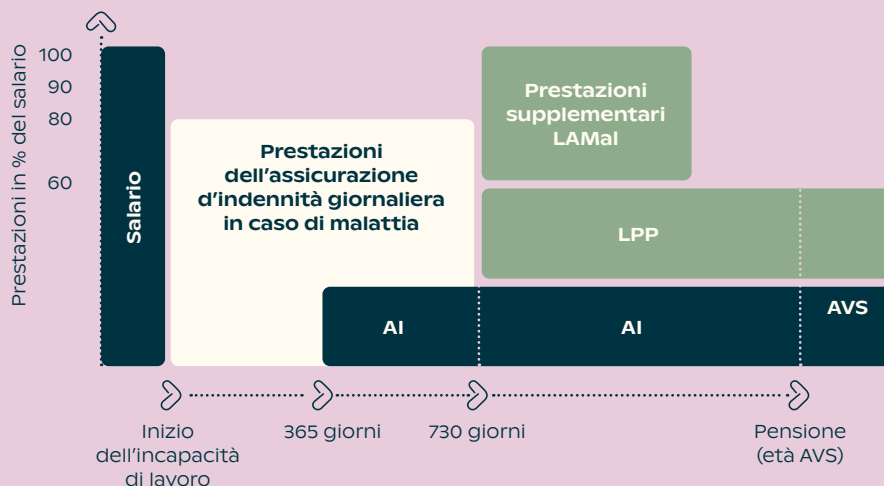 Prestazioni in % del salario
100
90
80
60
Salario
Prestazioni
dell'assicurazione
d'indennità giornaliera
in caso di malattia
Prestazioni
supplementari
LAMal
LPP
AI
AI
AVS
Inizio
dell'incapacità
di lavoro
365 giorni
730 giorni
Pensione
(età AVS)